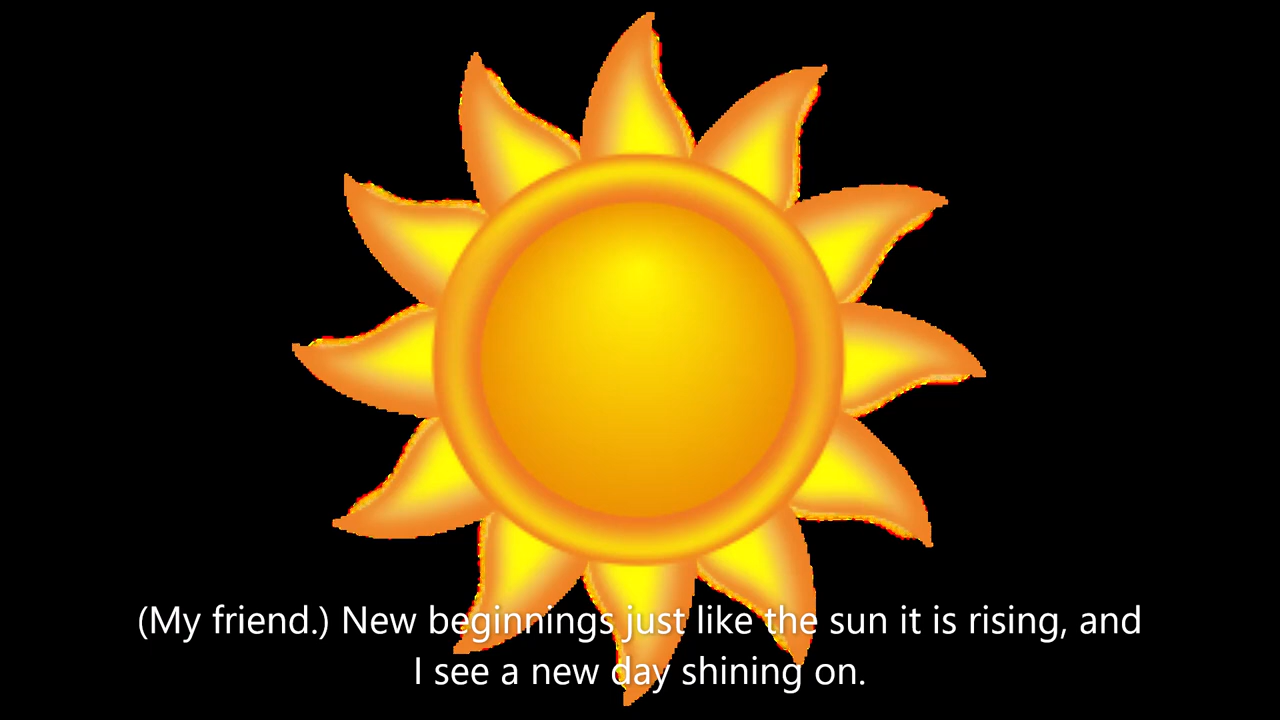 (My friend.) New beginnings just like the sun it is rising, and
I see a new day shining on.